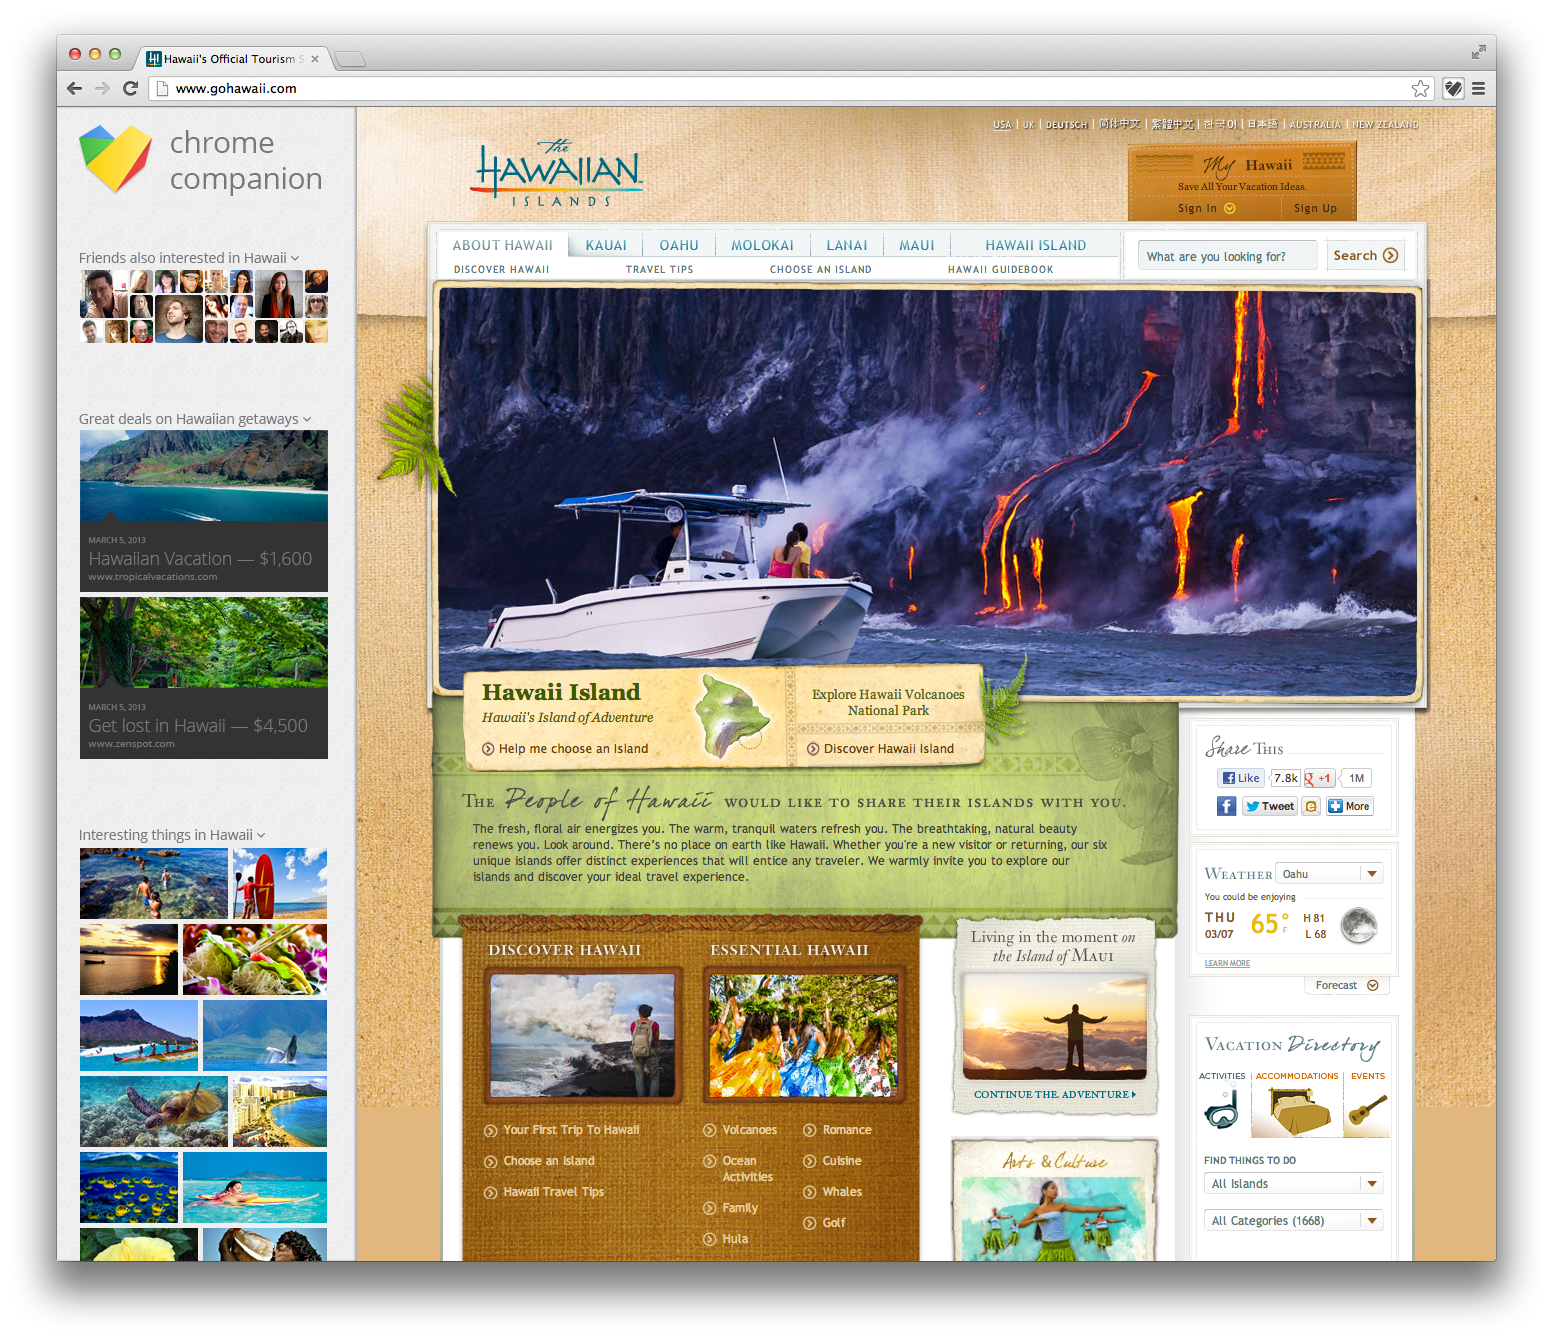 Hawaii's Official Tourism S
www.gohawaii.com
chrome
companion
Friends also interested in Hawaii
Great deals on Hawaiian getaways
MARCH 5, 2013
Hawaiian Vacation — $1,600
www.tropicalvacations.com
MARCH 5, 2013
Get lost in Hawaii — $4,500
www.zenspot.com
Interesting things in Hawaii
USA | UK | DEUTSCH | 简体中文 | 繁體中文 | 한국어 | 日本語 | AUSTRALIA | NEW ZEALAND
The
HAWAIIAN
ISLANDS
My Hawaii
Save All Your Vacation Ideas.
Sign In Sign Up
ABOUT HAWAII KAUAI OAHU MOLOKAI LANAI MAUI HAWAII ISLAND
DISCOVER HAWAII TRAVEL TIPS CHOOSE AN ISLAND HAWAII GUIDEBOOK
What are you looking for? Search
Hawaii Island
Hawaii's Island of Adventure
Help me choose an Island
Explore Hawaii Volcanoes
National Park
Discover Hawaii Island
THE People of Hawaii WOULD LIKE TO SHARE THEIR ISLANDS WITH YOU.
The fresh, floral air energizes you. The warm, tranquil waters refresh you. The breathtaking, natural beauty
renews you. Look around. There's no place on earth like Hawaii. Whether you're a new visitor or returning, our six
unique islands offer distinct experiences that will entice any traveler. We warmly invite you to explore our
islands and discover your ideal travel experience.
DISCOVER HAWAII
Your First Trip To Hawaii
Choose an Island
Hawaii Travel Tips
ESSENTIAL HAWAII
Volcanoes
Ocean
Activities
Family
Hula
Romance
Cuisine
Whales
Golf
Living in the moment on
the Island of MAUI
CONTINUE THE ADVENTURE
Arts & Culture
Share THIS
Like 7.8k +1 1M
Tweet More
WEATHER Oahu
You could be enjoying
THU
03/07
65° F
H 81
L 68
LEARN MORE
Forecast
VACATION Directory
ACTIVITIES ACCOMMODATIONS EVENTS
FIND THINGS TO DO
All Islands
All Categories (1668)